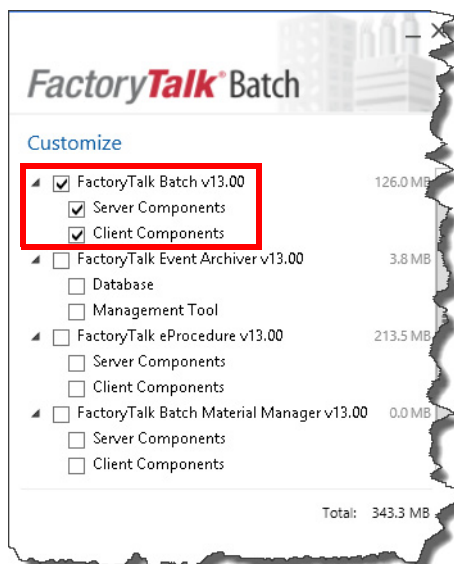 FactoryTalk® Batch
Customize
FactoryTalk Batch v13.00 126.0 MB
Server Components
Client Components
FactoryTalk Event Archiver v13.00 3.8 MB
Database
Management Tool
FactoryTalk eProcedure v13.00 213.5 MB
Server Components
Client Components
FactoryTalk Batch Material Manager v13.00 0.0 MB
Server Components
Client Components
Total: 343.3 MB